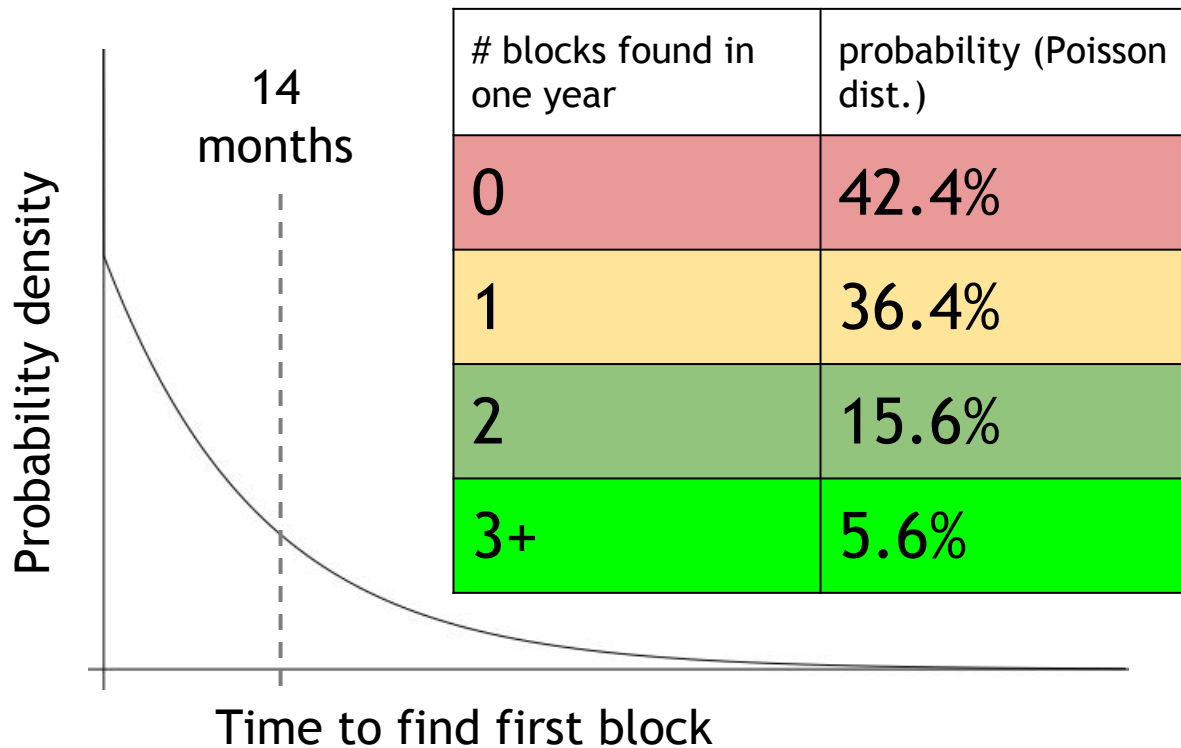 Probability density
14
months
# blocks found in
one year
probability (Poisson
dist.)
0
42.4%
1
36.4%
2
15.6%
3+
5.6%
Time to find first block